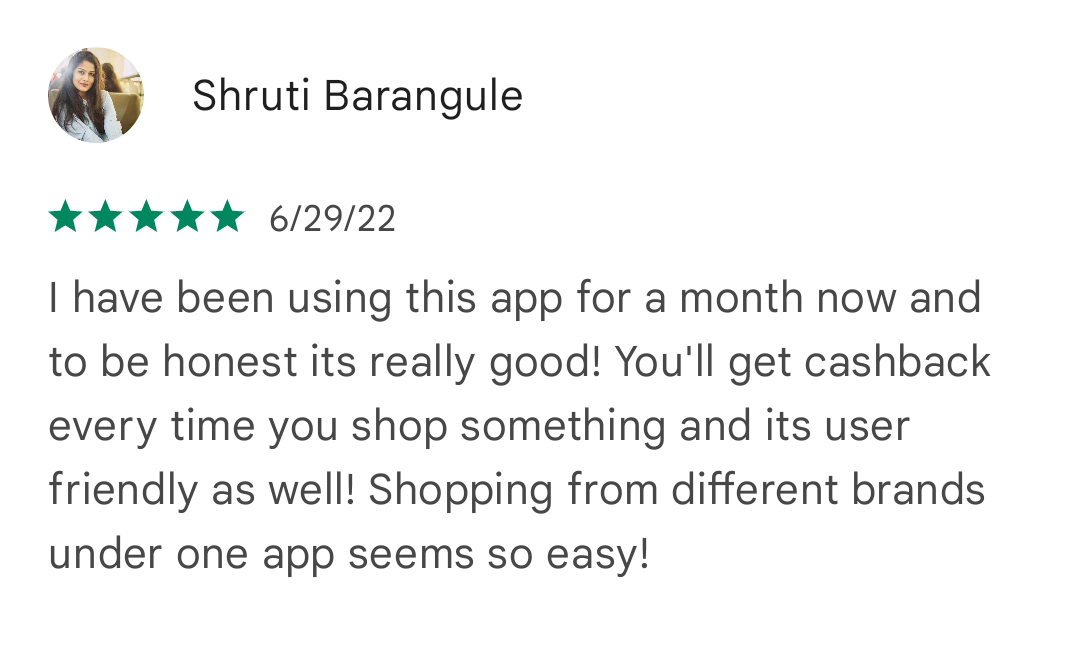 Shruti Barangule
6/29/22
I have been using this app for a month now and
to be honest its really good! You'll get cashback
every time you shop something and its user
friendly as well! Shopping from different brands
under one app seems so easy!